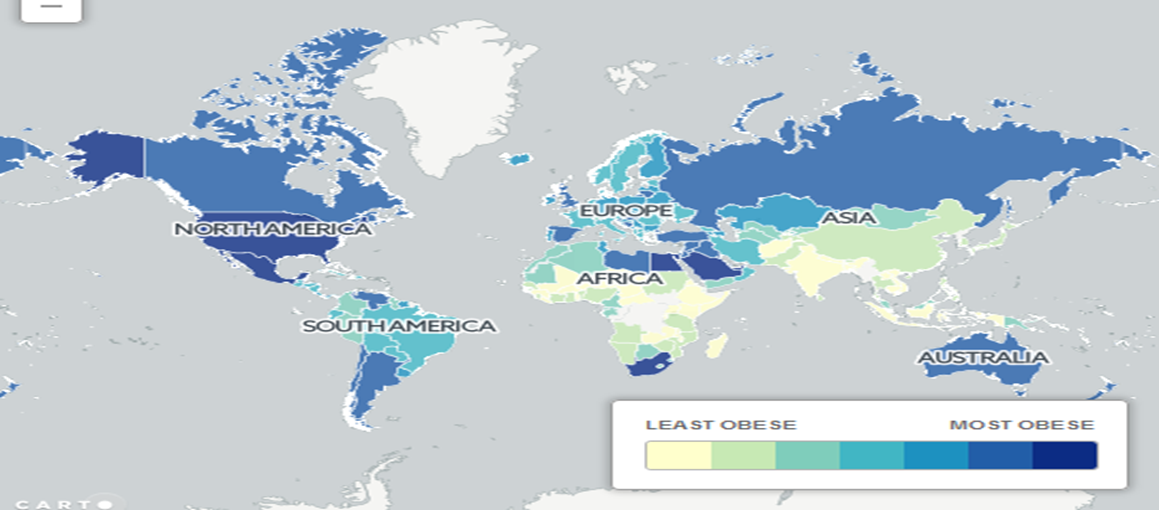 NORTH AMERICA
EUROPE
ASIA
AFRICA
SOUTH AMERICA
AUSTRALIA
LEAST OBESE MOST OBESE
CARTO